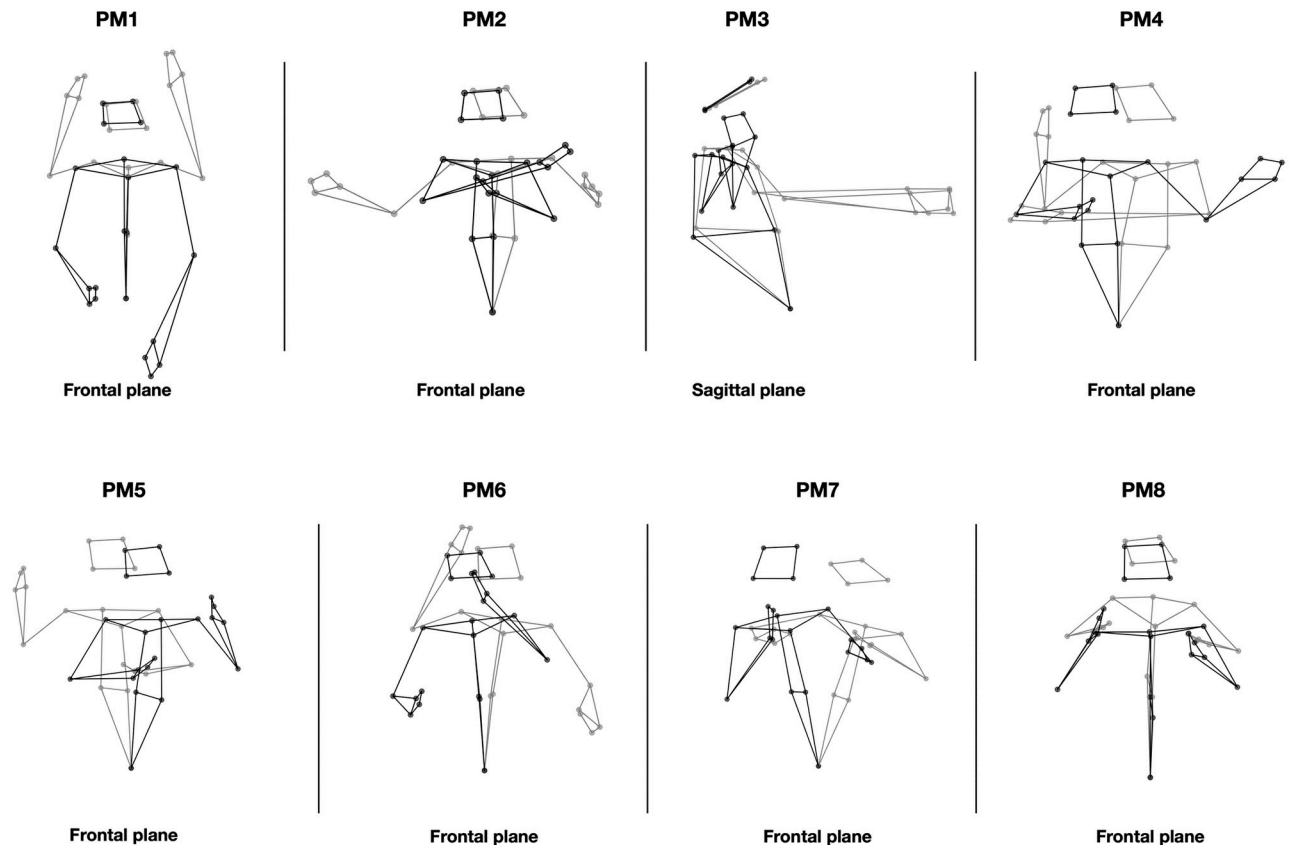 PM1
PM2
PM3
PM4
Frontal plane
Frontal plane
Sagittal plane
Frontal plane
PM5
PM6
PM7
PM8
Frontal plane
Frontal plane
Frontal plane
Frontal plane